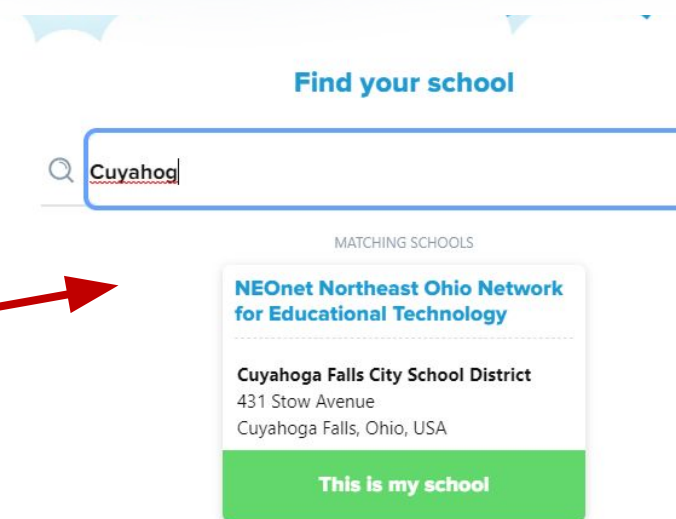 Find your school
Cuyahog
MATCHING SCHOOLS
NEOnet Northeast Ohio Network
for Educational Technology
Cuyahoga Falls City School District
431 Stow Avenue
Cuyahoga Falls, Ohio, USA
This is my school